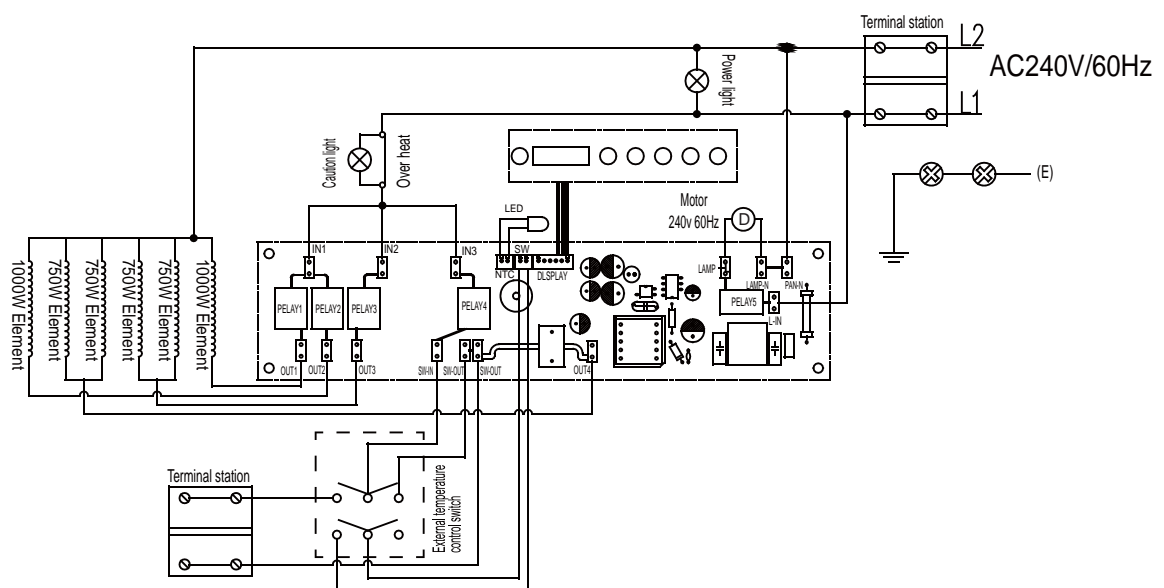 Terminal station
L2
AC240V/60Hz
L1
Power light
Caution light
Over heat
(E)
Motor
240v 60Hz
D
LED
IN1
IN2
IN3
SW
NTC
DLSPLAY
LAMP
LAMP-N
PAN-N
PELAY1
PELAY2
PELAY3
PELAY4
PELAY5
L-IN
1000W Element
750W Element
750W Element
750W Element
750W Element
1000W Element
OUT1
OUT2
OUT3
SW-IN
SW-OUT
SW-OUT
OUT4
Terminal station
External temperature
control switch